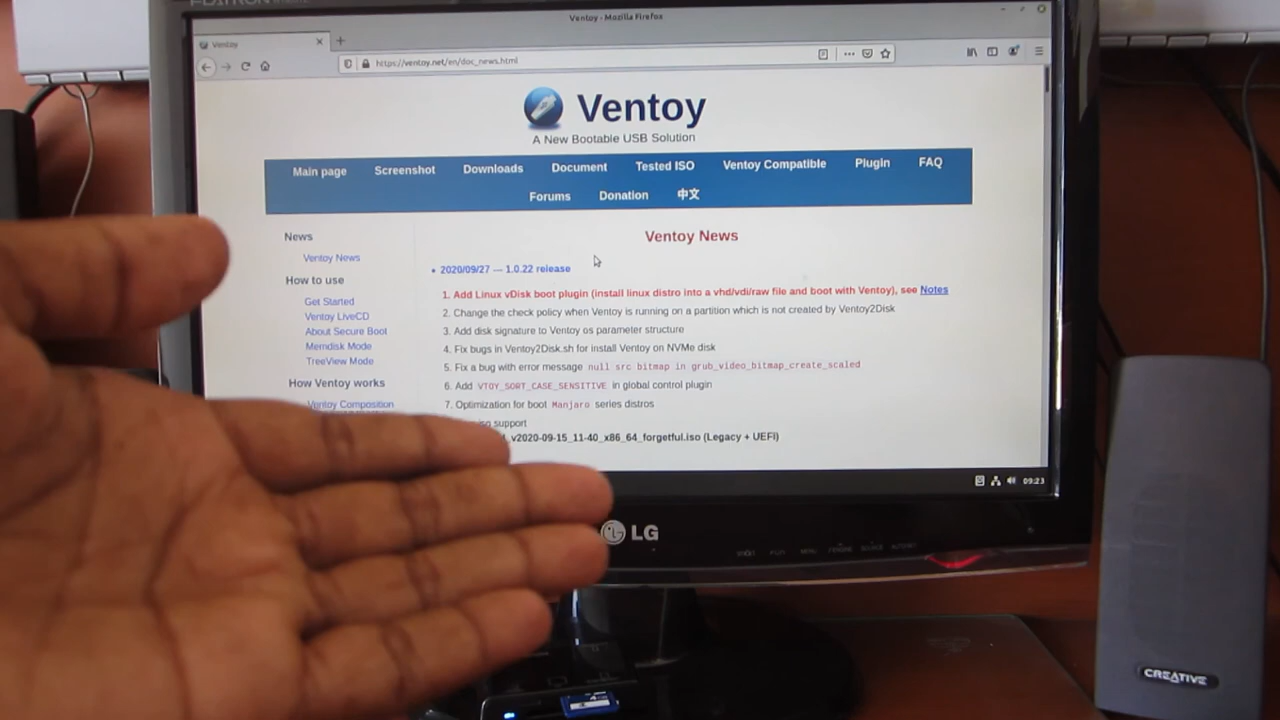 Ventoy - Mozilla Firefox
Ventoy
https://ventoy.net/en/doc_news.html
Ventoy
A New Bootable USB Solution
Main page Screenshot Downloads Document Tested ISO Ventoy Compatible Plugin FAQ
Forums Donation 中文
News
Ventoy News
Ventoy News
How to use
• 2020/09/27 --- 1.0.22 release
Get Started
1. Add Linux vDisk boot plugin (install linux distro into a vhd/vdi/raw file and boot with Ventoy), see Notes
Ventoy LiveCD
2. Change the check policy when Ventoy is running on a partition which is not created by Ventoy2Disk
About Secure Boot
3. Add disk signature to Ventoy os parameter structure
Memdisk Mode
4. Fix bugs in Ventoy2Disk.sh for install Ventoy on NVMe disk
TreeView Mode
5. Fix a bug with error message null src bitmap in grub_video_bitmap_create_scaled
How Ventoy works
6. Add VTOY_SORT_CASE_SENSITIVE in global control plugin
Ventoy Composition
7. Optimization for boot Manjaro series distros
support
v2020-09-15_11-40_x86_64_forgetful.iso (Legacy + UEFI)
09:23
LG
CREATIVE